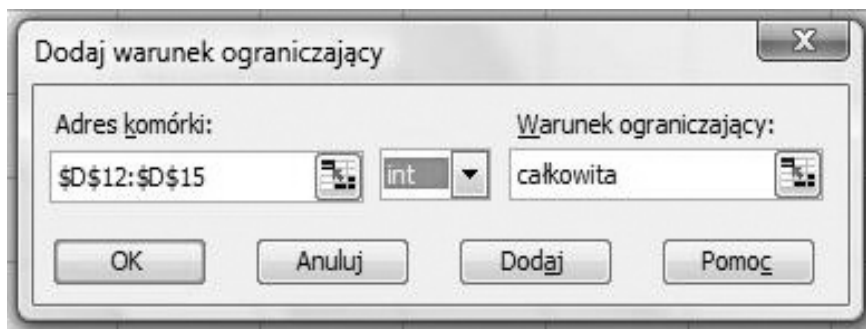 Dodaj warunek ograniczający
Adres komórki: Warunek ograniczający:
$D$12:$D$15 int całkowita
OK Anuluj Dodaj Pomoc